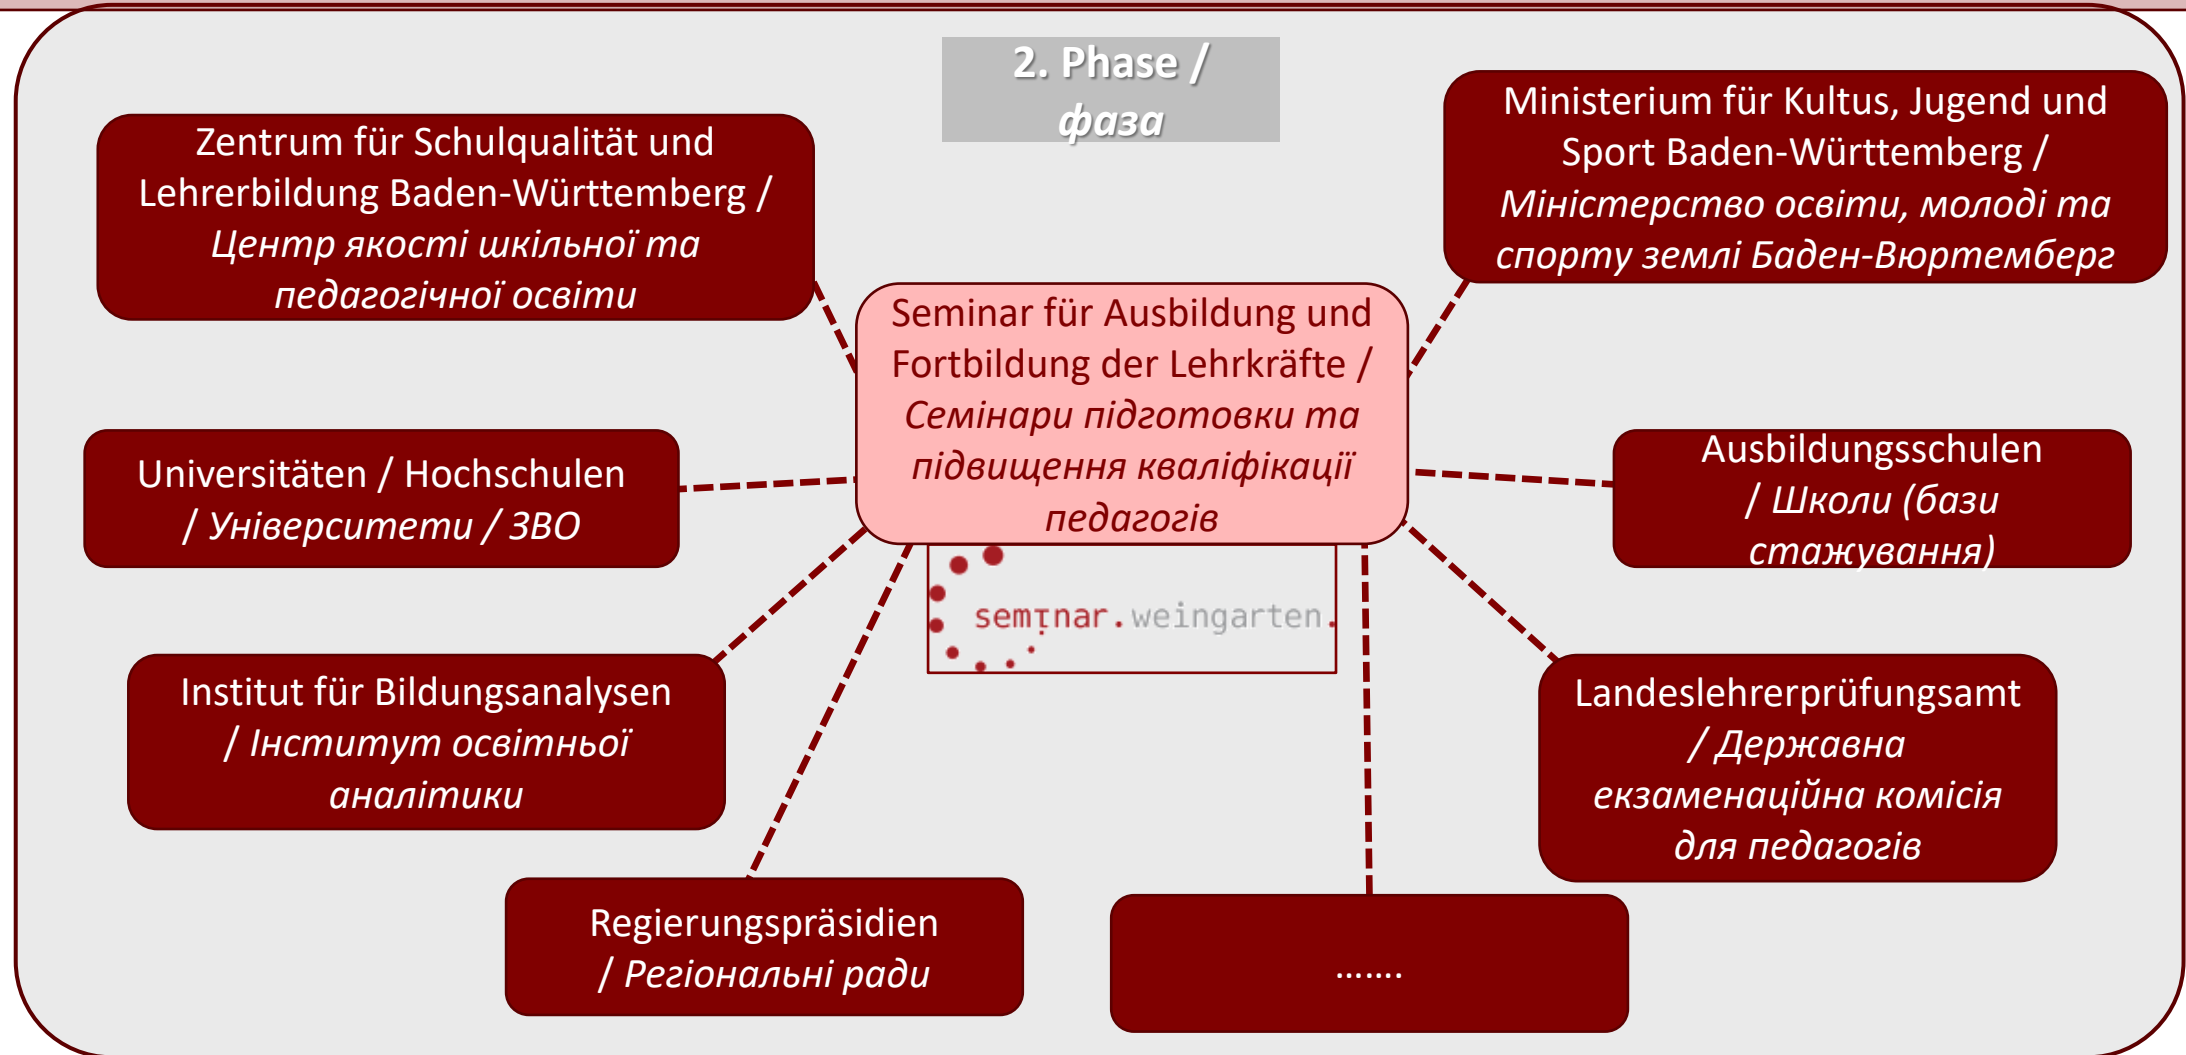 2. Phase /
фаза
Zentrum für Schulqualität und
Lehrerbildung Baden-Württemberg /
Центр якості шкільної та
педагогічної освіти
Ministerium für Kultus, Jugend und
Sport Baden-Württemberg /
Міністерство освіти, молоді та
спорту землі Баден-Вюртемберг
Seminar für Ausbildung und
Fortbildung der Lehrkräfte /
Семінари підготовки та
підвищення кваліфікації
педагогів
Universitäten / Hochschulen
/ Університети / ЗВО
Ausbildungsschulen
/ Школи (бази
стажування)
seminar.weingarten.
Institut für Bildungsanalysen
/ Інститут освітньої
аналітики
Landeslehrerprüfungsamt
/ Державна
екзаменаційна комісія
для педагогів
Regierungspräsidien
/ Регіональні ради
.......